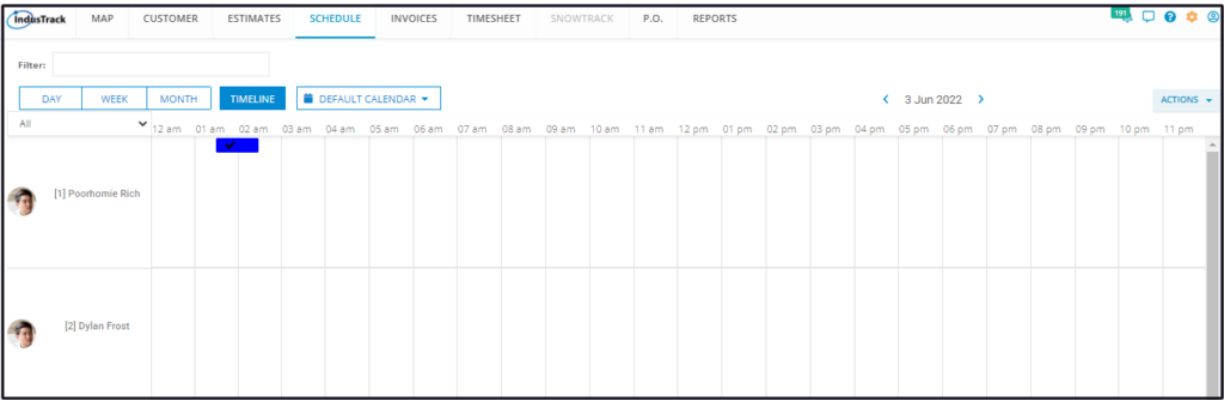 IndusTrack MAP CUSTOMER ESTIMATES SCHEDULE INVOICES TIMESHEET SNOWTRACK P.O. REPORTS 191
Filter:
DAY WEEK MONTH TIMELINE DEFAULT CALENDAR 3 Jun 2022 ACTIONS
All
12 am 01 am 02 am 03 am 04 am 05 am 06 am 07 am 08 am 09 am 10 am 11 am 12 pm 01 pm 02 pm 03 pm 04 pm 05 pm 06 pm 07 pm 08 pm 09 pm 10 pm 11 pm
[1] Poorhomie Rich
[2] Dylan Frost